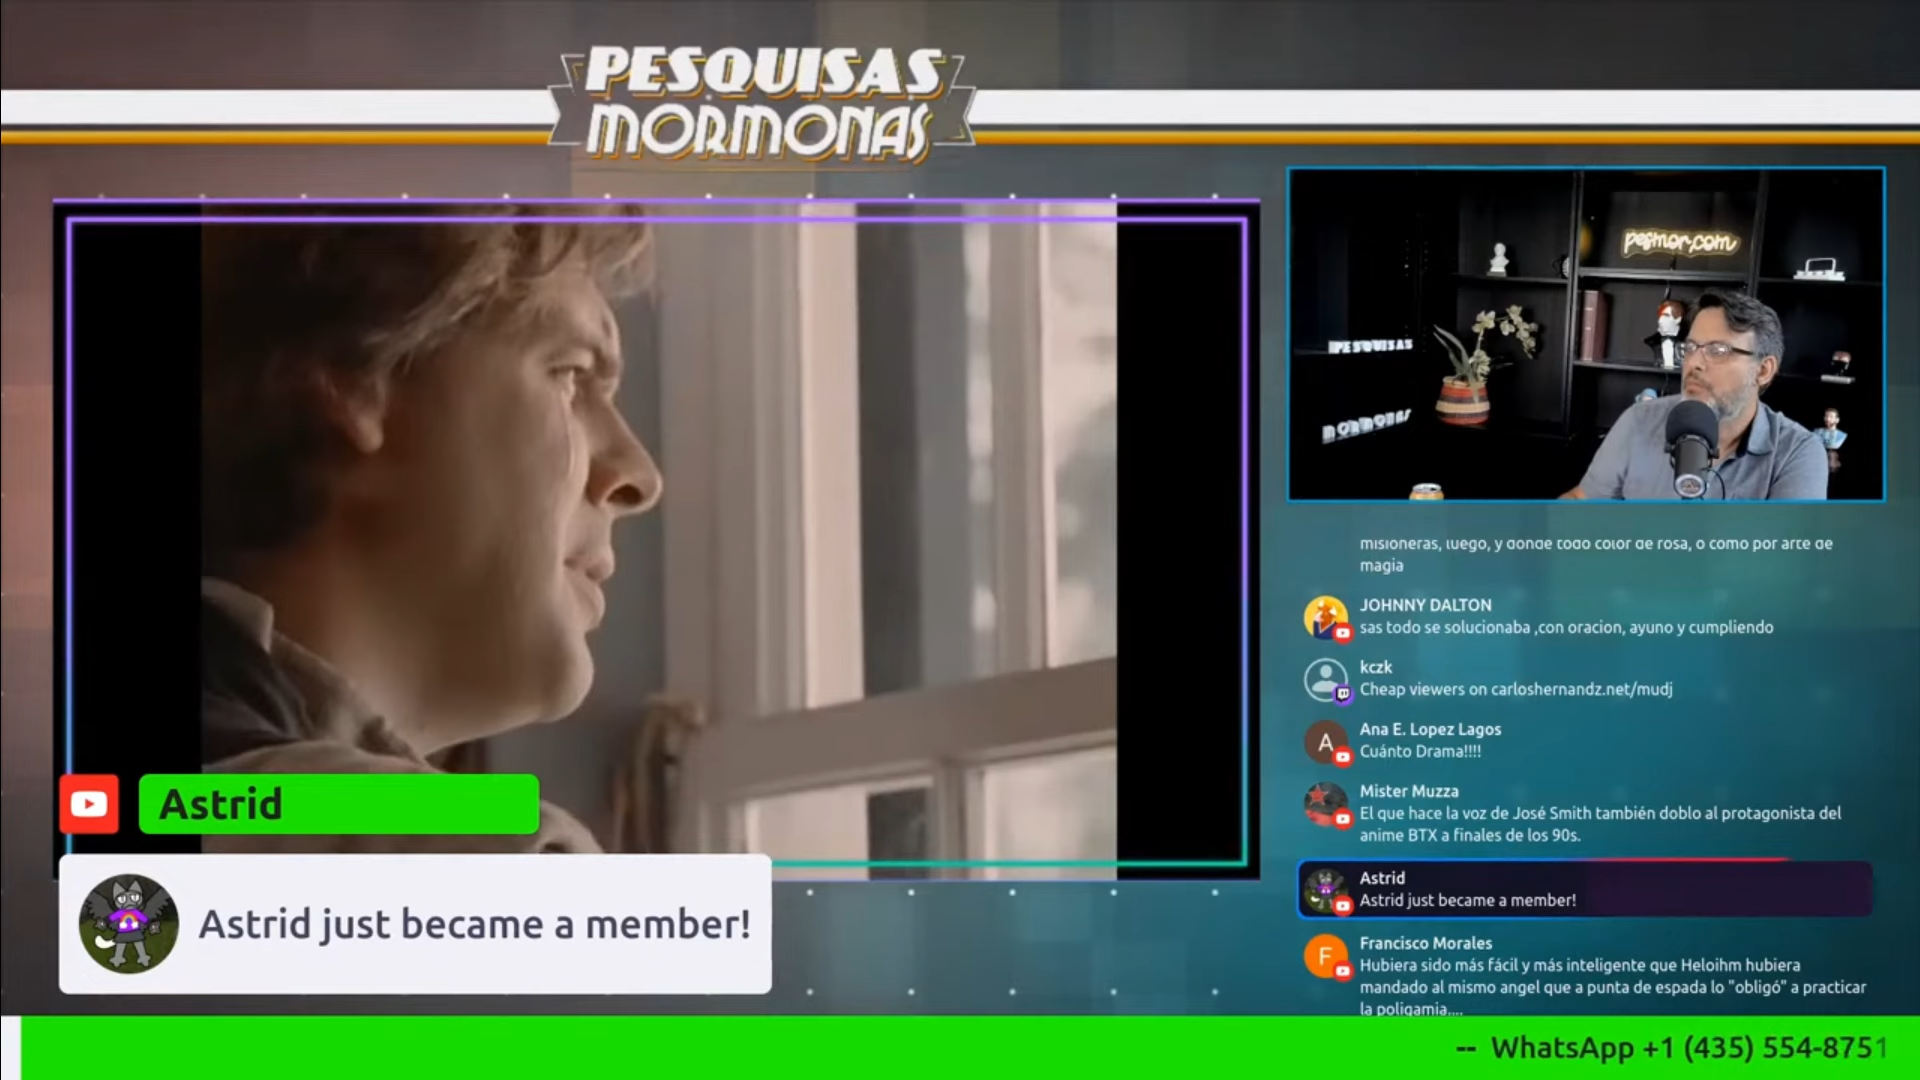 PESQUISAS
MORMONAS
pesmor.com
PESQUISAS
MORMONAS
misioneras, luego, y donde todo color de rosa, o como por arte de
magia
JOHNNY DALTON
sas todo se solucionaba ,con oracion, ayuno y cumpliendo
kczk
Cheap viewers on carloshernandz.net/mudj
A
Ana E. Lopez Lagos
Cuánto Drama!!!!
Mister Muzza
El que hace la voz de José Smith también doblo al protagonista del
anime BTX a finales de los 90s.
Astrid
Astrid just became a member!
F
Francisco Morales
Hubiera sido más fácil y más inteligente que Heloihm hubiera
mandado al mismo angel que a punta de espada lo "obligó" a practicar
la poligamia....
Astrid
Astrid just became a member!
-- WhatsApp +1 (435) 554-8751